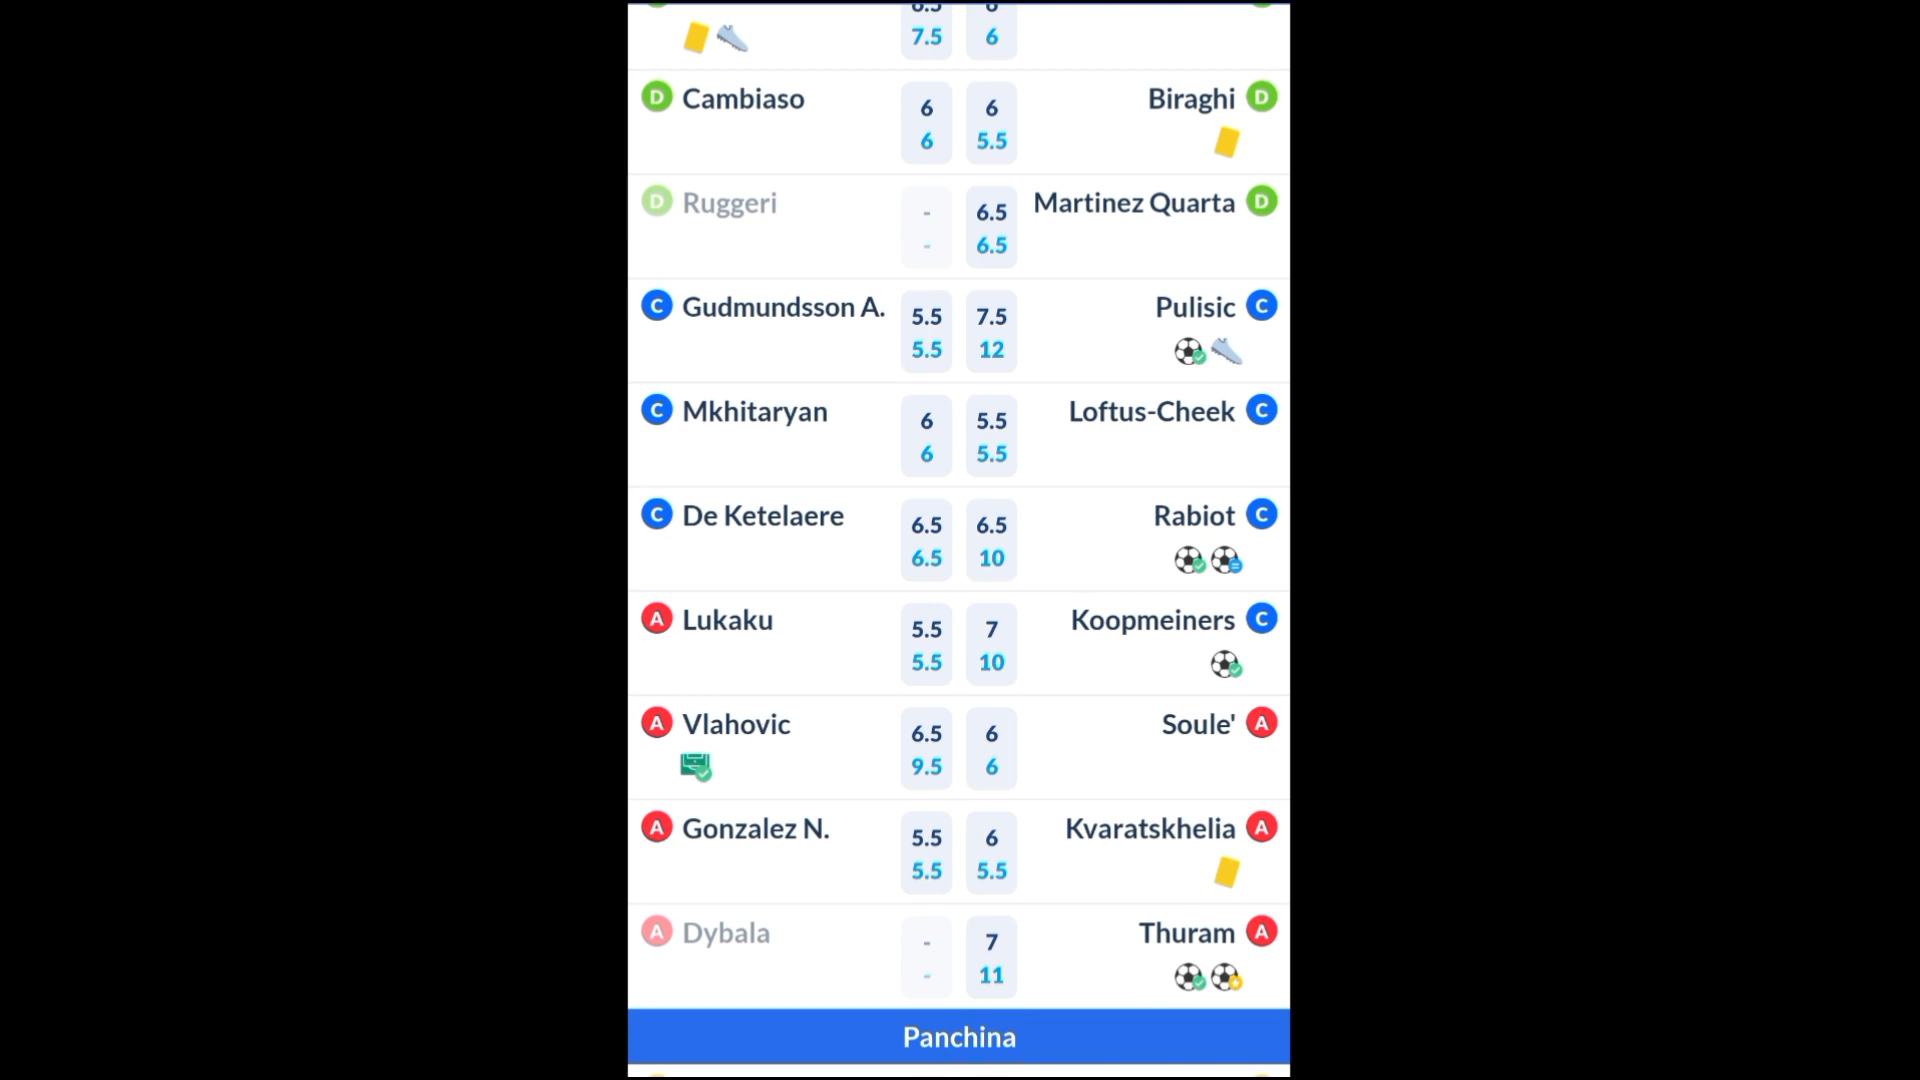 6.5 6
7.5 6
D Cambiaso 6 6 Biraghi D
6 5.5
D Ruggeri - 6.5 Martinez Quarta D
- 6.5
C Gudmundsson A. 5.5 7.5 Pulisic C
5.5 12
C Mkhitaryan 6 5.5 Loftus-Cheek C
6 5.5
C De Ketelaere 6.5 6.5 Rabiot C
6.5 10
A Lukaku 5.5 7 Koopmeiners C
5.5 10
A Vlahovic 6.5 6 Soule' A
9.5 6
A Gonzalez N. 5.5 6 Kvaratskhelia A
5.5 5.5
A Dybala - 7 Thuram A
- 11
Panchina